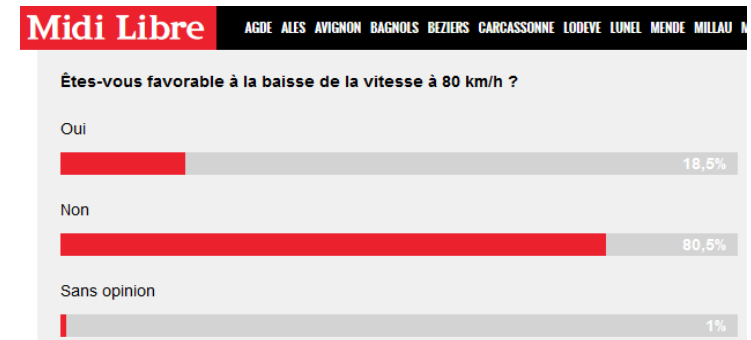 Midi Libre AGDE ALES AVIGNON BAGNOLS BEZIERS CARCASSONNE LODEVE LUNEL MENDE MILLAU
Êtes-vous favorable à la baisse de la vitesse à 80 km/h ?
Oui
18,5%
Non
80,5%
Sans opinion
1%